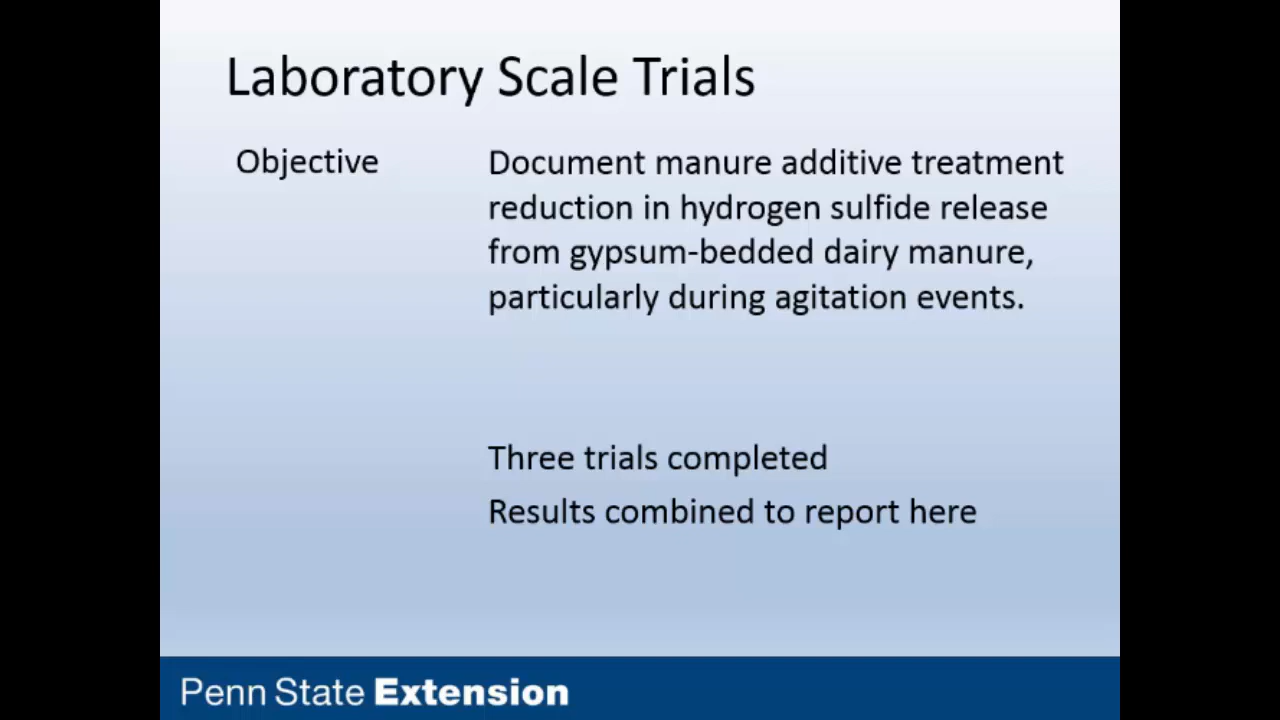 Laboratory Scale Trials
Objective
Document manure additive treatment
reduction in hydrogen sulfide release
from gypsum-bedded dairy manure,
particularly during agitation events.
Three trials completed
Results combined to report here
Penn State Extension